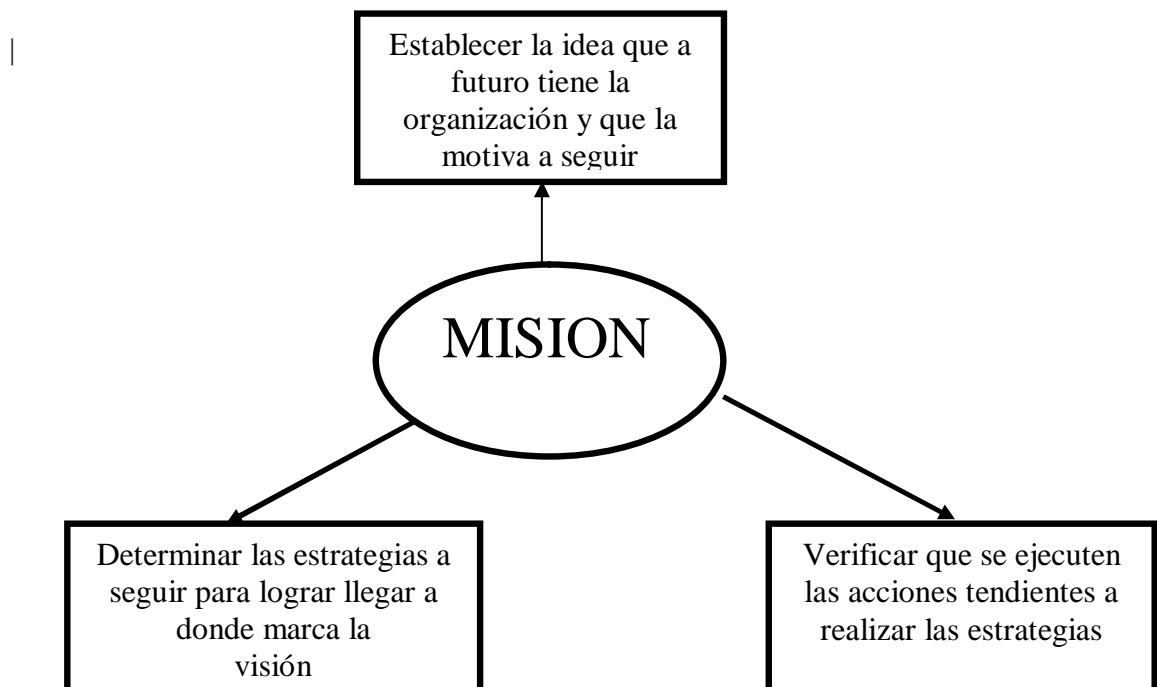 Establecer la idea que a
futuro tiene la
organización y que la
motiva a seguir
MISION
Determinar las estrategias a
seguir para lograr llegar a
donde marca la
visión
Verificar que se ejecuten
las acciones tendientes a
realizar las estrategias